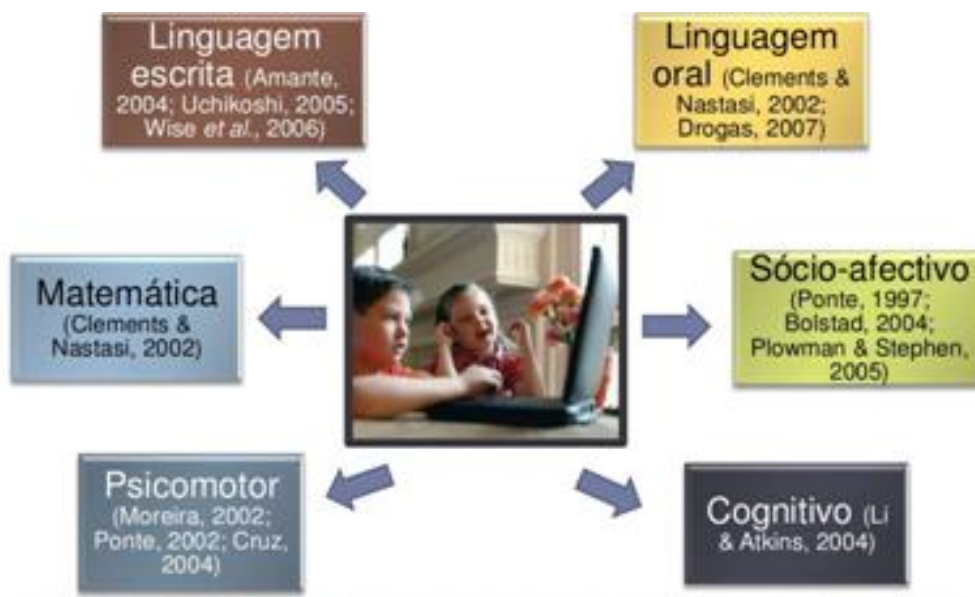 Linguagem
escrita (Amante,
2004; Uchikoshi, 2005;
Wise et al., 2006)
Linguagem
oral (Clements &
Nastasi, 2002;
Drogas, 2007)
Matemática
(Clements &
Nastasi, 2002)
Sócio-afectivo
(Ponte, 1997;
Bolstad, 2004;
Plowman & Stephen,
2005)
Psicomotor
(Moreira, 2002;
Ponte, 2002; Cruz,
2004)
Cognitivo (Li
& Atkins, 2004)